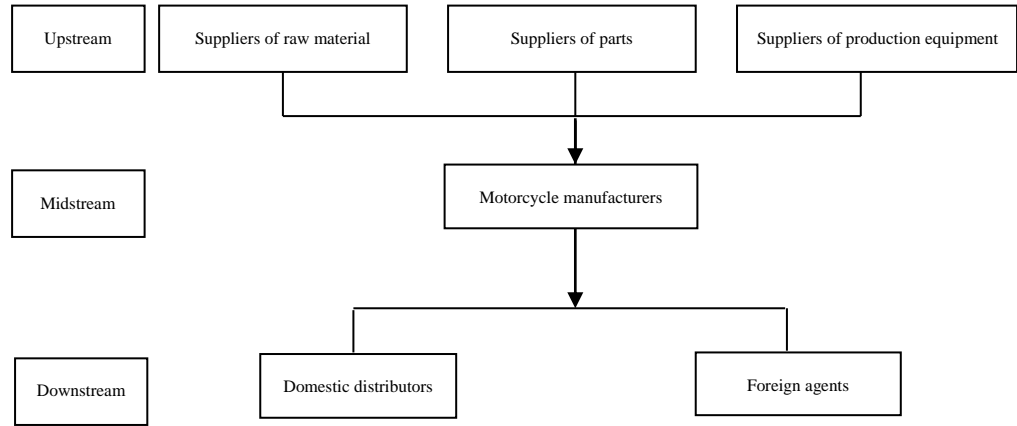 Upstream
Suppliers of raw material
Suppliers of parts
Suppliers of production equipment
Midstream
Motorcycle manufacturers
Downstream
Domestic distributors
Foreign agents